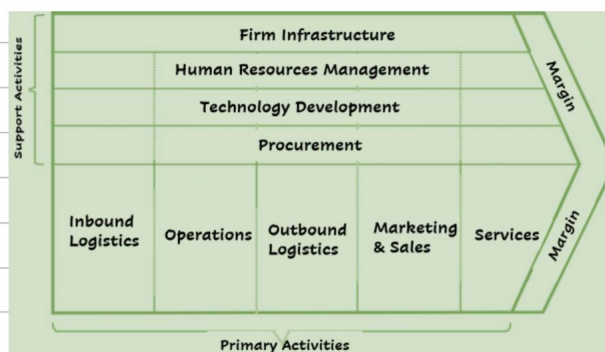 Support Activities
Firm Infrastructure
Human Resources Management
Technology Development
Procurement
Margin
Inbound
Logistics
Operations
Outbound
Logistics
Marketing
& Sales
Services
Margin
Primary Activities